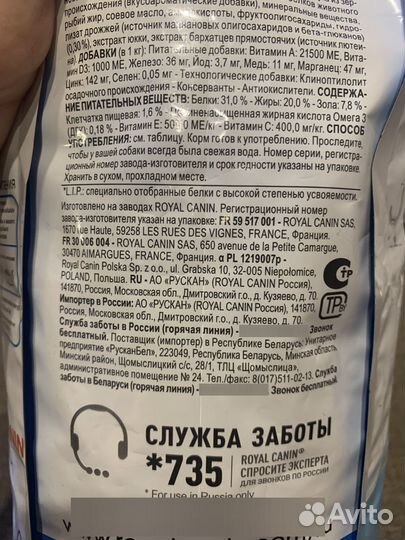 происхождения (вкусоароматические добавки), минеральные вещества,
рыбий жир, соевое масло, фруктоолигосахариды, гидро
лизат дрожжей (источник маннановых олигосахаридов и бета-глюканов)
(0,30%), экстракт юкки, экстракт бархатцев прямостоячих (источник лютеи-
на) ДОБАВКИ (в 1 кг): Питательные добавки: Витамин A: 21500 ME, Вита-
мин D3: 1000 ME, Железо: 36 мг, Йод: 3,7 мг, Медь: 11 мг, Марганец: 47 мг,
Цинк: 142 мг, Селен: 0,05 мг - Технологические добавки: Клиноптилолит
осадочного происхождения - Консерванты - Антиокислители. СОДЕРЖА-
НИЕ ПИТАТЕЛЬНЫХ ВЕЩЕСТВ: Белки: 31,0 % - Жиры: 20,0 % - Зола: 7,8 % -
Клетчатка пищевая: 1,6 % - Полиненасыщенная жирная кислота Омега 3
0,18 % - Витамин E: ME/кг - Витамин C: 400,0 мг/кг. СПОСОБ
УПОТРЕБЛЕНИЯ: см. таблицу. Корм готов к употреблению. Проследите,
чтобы у вашей собаки всегда была свежая вода. Номер серии, регистра-
ционный номер завода-изготовителя и срок годности указаны на упаковке.
Хранить в сухом, прохладном месте.
*L.I.P.: специально отобранные белки с высокой степенью усвояемости.
Изготовлено на заводах ROYAL CANIN. Регистрационный номер
завода-изготовителя указан на упаковке: FR 59 517 001 - ROYAL CANIN SAS,
1670 rue Haute, 59258 LES RUES DES VIGNES, FRANCE, Франция.
FR 30 006 004 - ROYAL CANIN SAS, 650 avenue de la Petite Camargue,
30470 AIMARGUES, FRANCE, Франция. α PL 1219007p -
Royal Canin Polska Sp. z o.o., ul. Grabska 10, 32-005 Niepołomice,
POLAND, Польша. RU - АО «РУСКАН» (ROYAL CANIN), 141870,
Россия, Московская обл., Дмитровский г.о., д. Кузяево, д. 70.
Импортер в России: АО «РУСКАН» (ROYAL CANIN), 141870,
Россия, Московская обл., Дмитровский г.о., д. Кузяево, д. 70.
Служба заботы в России (горячая линия) - Звонок
бесплатный. Поставщик (импортер) в Республике Беларусь: Унитарное
предприятие «РусканБел», 223049, Республика Беларусь, Минская область,
Минский район, Щомыслицкий с/с, 28/1, ТЛЦ «Щомыслица»,
административное помещение № 24. Тел./факс: 8(017)511-02-13. Служба
заботы в Беларуси (горячая линия) - Звонок бесплатный.
СТР
TP BY
СЛУЖБА ЗАБОТЫ
*735
ROYAL CANIN®
СПРОСИТЕ ЭКСПЕРТА
ДЛЯ ЗВОНКОВ ПО РОССИИ
* For use in Russia only
Avito